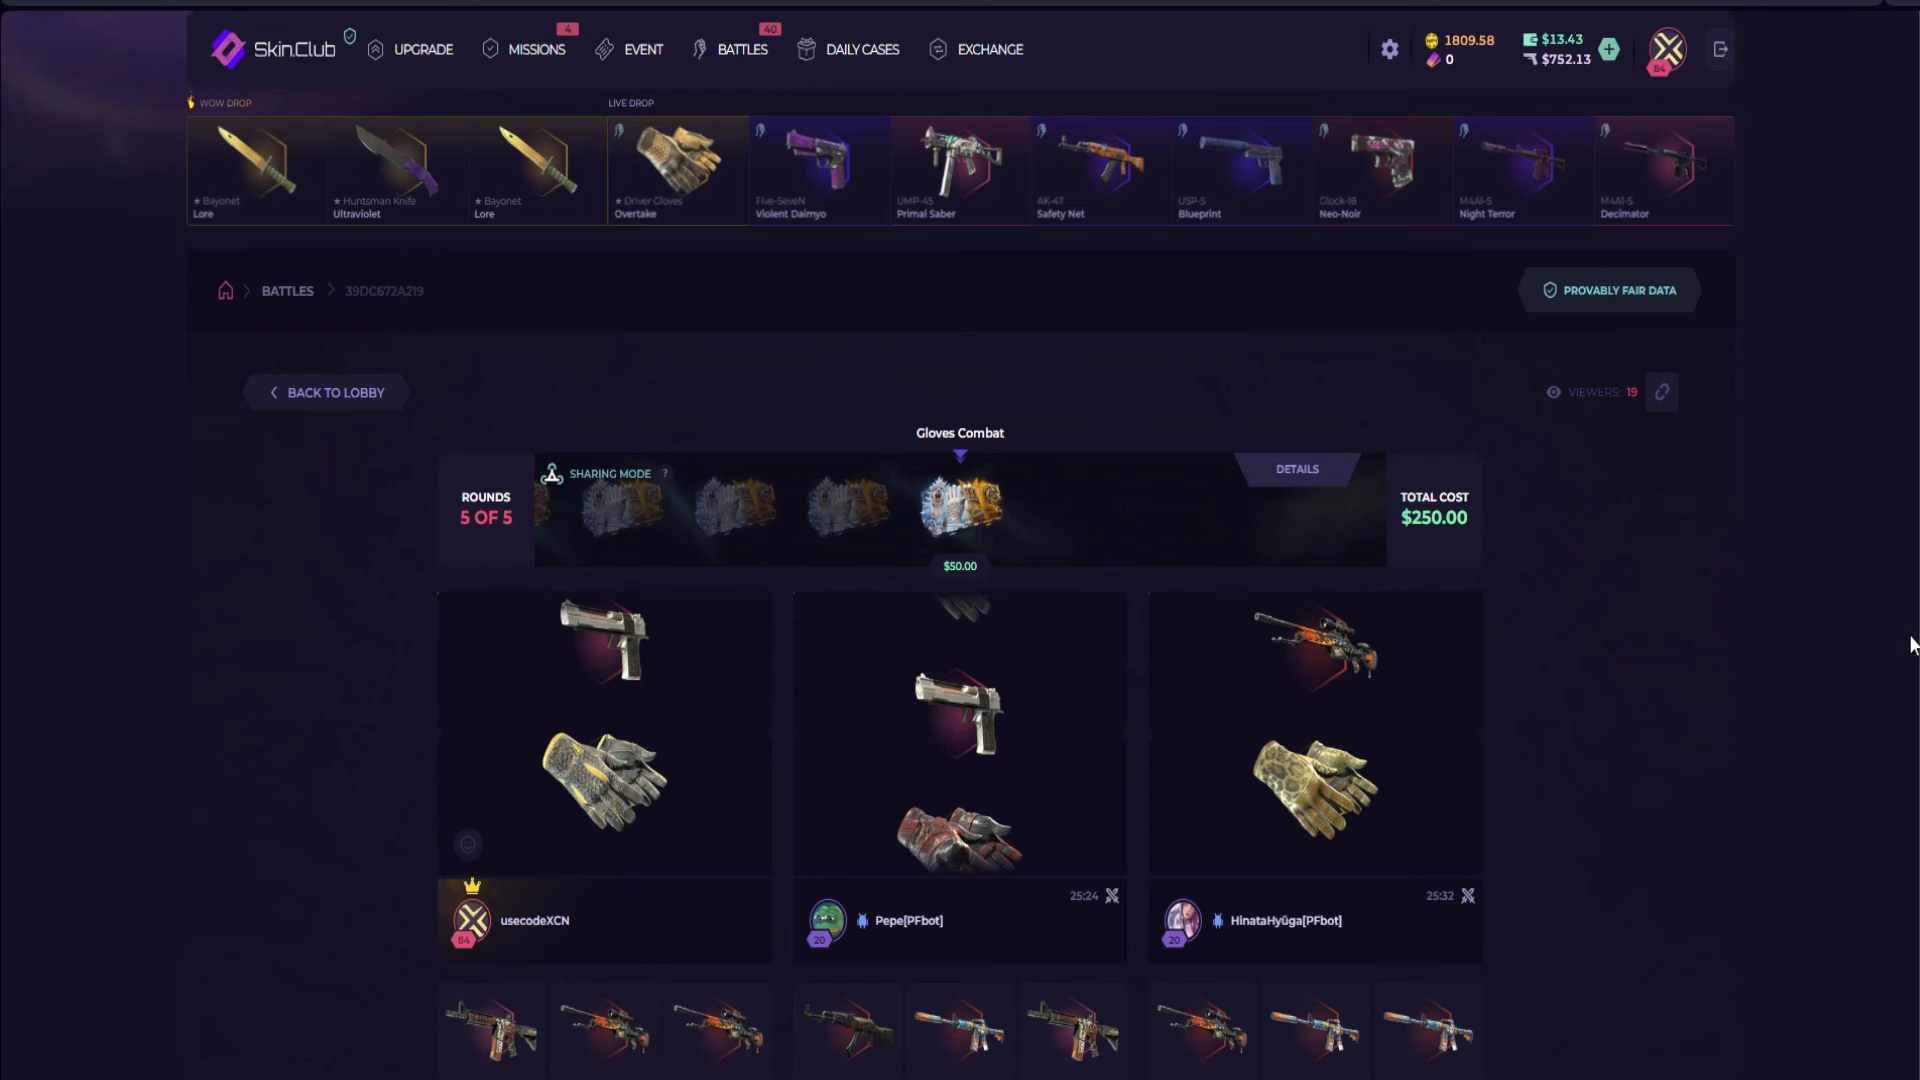 Skin.Club
UPGRADE
4
MISSIONS
EVENT
40
BATTLES
DAILY CASES
EXCHANGE
1809.58
0
$13.43
$752.13
84
WOW DROP
LIVE DROP
★ Bayonet
Lore
★ Huntsman Knife
Ultraviolet
★ Bayonet
Lore
★ Driver Gloves
Overtake
Five-SeveN
Violent Daimyo
UMP-45
Primal Saber
AK-47
Safety Net
USP-S
Blueprint
Glock-18
Neo-Noir
M4A1-S
Night Terror
M4A1-S
Decimator
BATTLES
39DC672A219
PROVABLY FAIR DATA
BACK TO LOBBY
VIEWERS: 19
Gloves Combat
SHARING MODE ?
DETAILS
ROUNDS
5 OF 5
TOTAL COST
$250.00
$50.00
usecodeXCN
84
25:24
Pepe[PFbot]
20
25:32
HinataHyūga[PFbot]
20